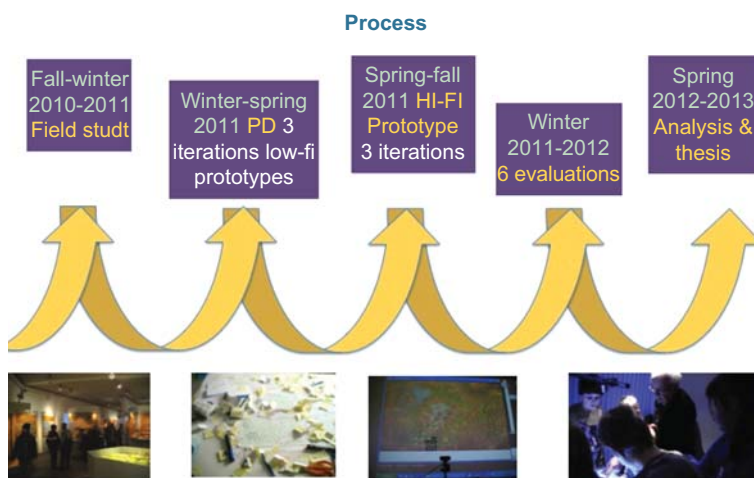 Process
Fall-winter
2010-2011
Field studt
Winter-spring
2011 PD 3
iterations low-fi
prototypes
Spring-fall
2011 HI-FI
Prototype
3 iterations
Winter
2011-2012
6 evaluations
Spring
2012-2013
Analysis &
thesis